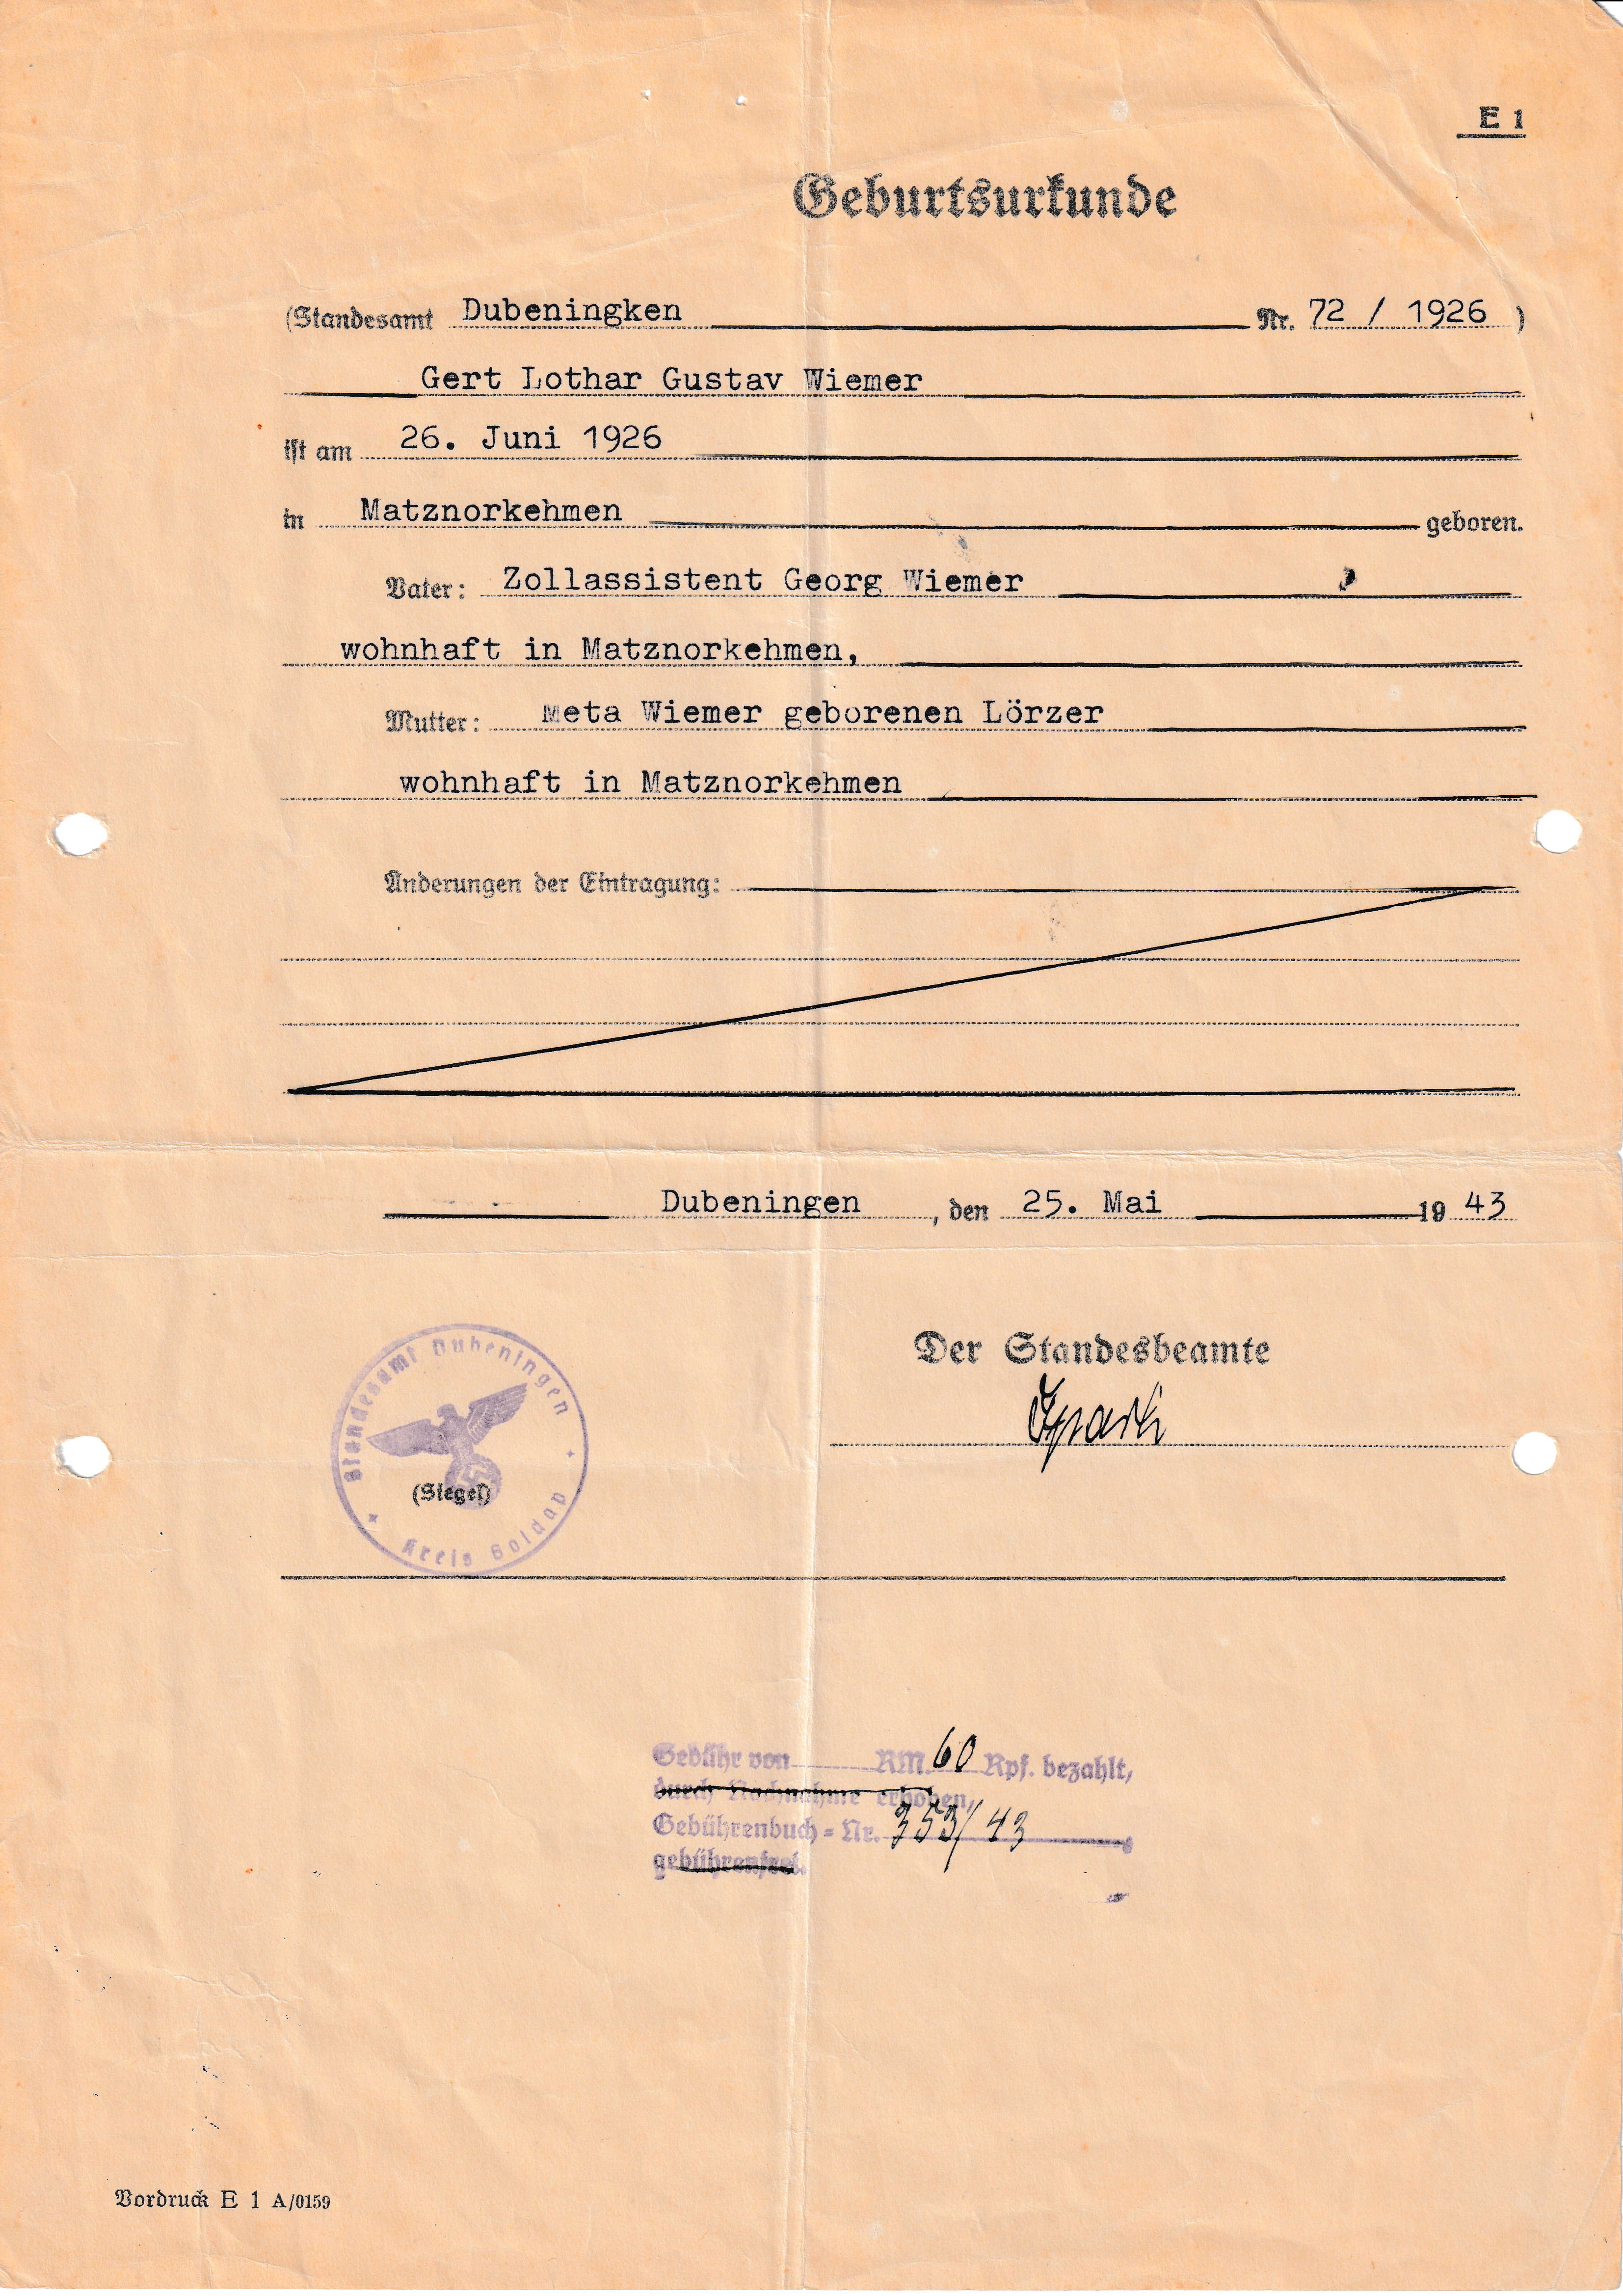 E 1
Geburtsurkunde
(Standesamt Dubeningken Nr. 72 / 1926 )
Gert Lothar Gustav Wiemer
ist am 26. Juni 1926
in Matznorkehmen geboren.
Vater: Zollassistent Georg Wiemer
wohnhaft in Matznorkehmen,
Mutter: Meta Wiemer geborenen Lörzer
wohnhaft in Matznorkehmen
Änderungen der Eintragung:
Dubeningen, den 25. Mai 1943
Der Standesbeamte
Standesamt Dubeningen
(Siegel)
Kreis Goldap
Gebühr von RM. 60 Rpf. bezahlt,
durch Nachnahme erhoben,
Gebührenbuch = Nr. 353/43
gebührenfrei.
Vordruck E 1 A/0159